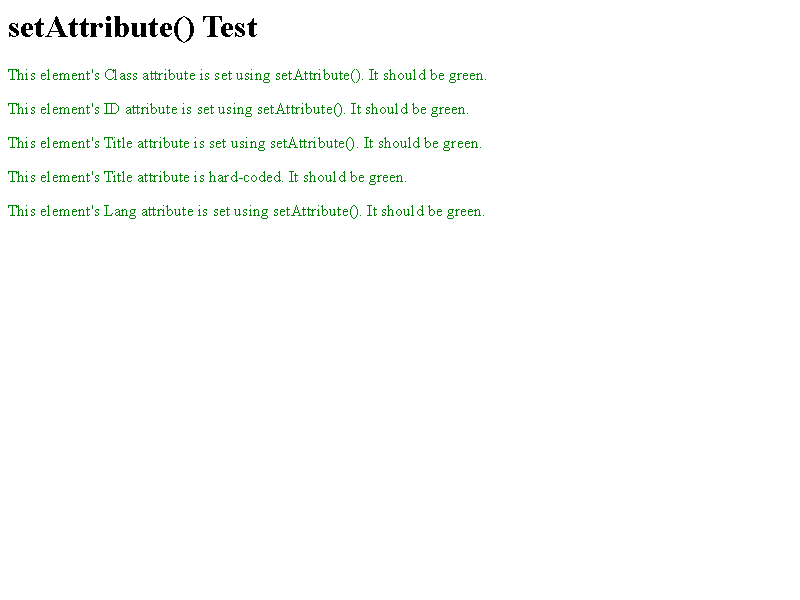 setAttribute() Test
This element's Class attribute is set using setAttribute(). It should be green.
This element's ID attribute is set using setAttribute(). It should be green.
This element's Title attribute is set using setAttribute(). It should be green.
This element's Title attribute is hard-coded. It should be green.
This element's Lang attribute is set using setAttribute(). It should be green.